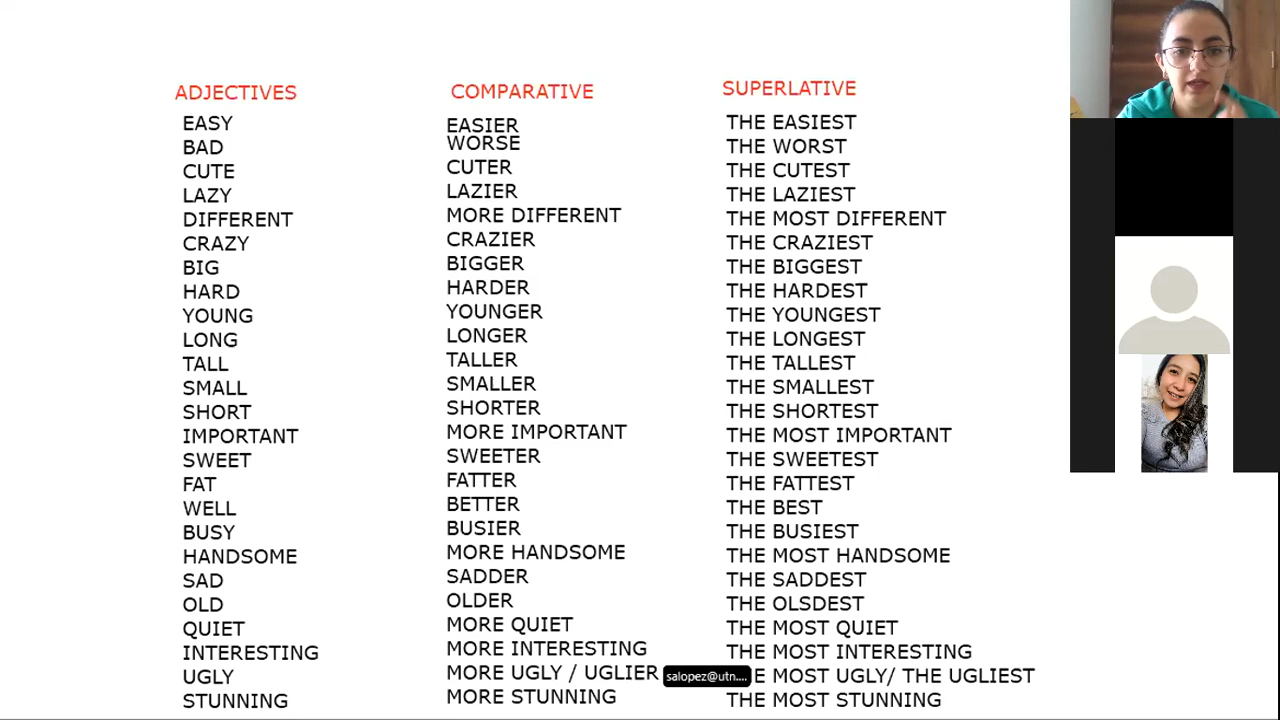 ADJECTIVES COMPARATIVE SUPERLATIVE
EASY EASIER THE EASIEST
BAD WORSE THE WORST
CUTE CUTER THE CUTEST
LAZY LAZIER THE LAZIEST
DIFFERENT MORE DIFFERENT THE MOST DIFFERENT
CRAZY CRAZIER THE CRAZIEST
BIG BIGGER THE BIGGEST
HARD HARDER THE HARDEST
YOUNG YOUNGER THE YOUNGEST
LONG LONGER THE LONGEST
TALL TALLER THE TALLEST
SMALL SMALLER THE SMALLEST
SHORT SHORTER THE SHORTEST
IMPORTANT MORE IMPORTANT THE MOST IMPORTANT
SWEET SWEETER THE SWEETEST
FAT FATTER THE FATTEST
WELL BETTER THE BEST
BUSY BUSIER THE BUSIEST
HANDSOME MORE HANDSOME THE MOST HANDSOME
SAD SADDER THE SADDEST
OLD OLDER THE OLSDEST
QUIET MORE QUIET THE MOST QUIET
INTERESTING MORE INTERESTING THE MOST INTERESTING
UGLY MORE UGLY / UGLIER salopez@utn.... E MOST UGLY/ THE UGLIEST
STUNNING MORE STUNNING THE MOST STUNNING